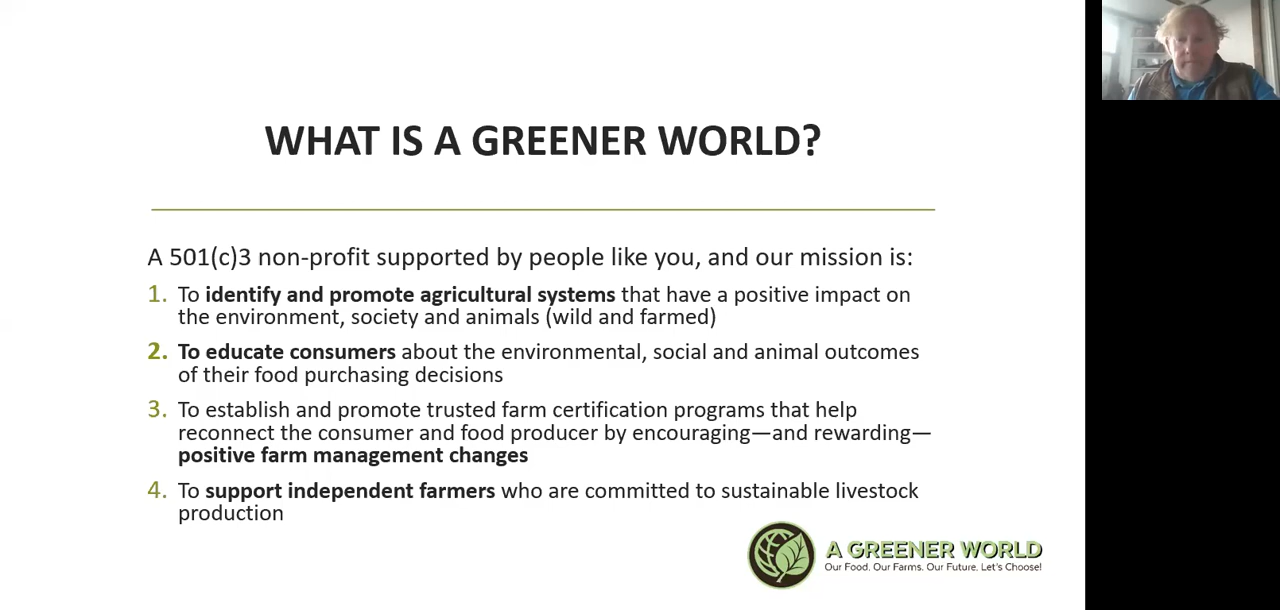 WHAT IS A GREENER WORLD?
A 501(c)3 non-profit supported by people like you, and our mission is:
1. To identify and promote agricultural systems that have a positive impact on
the environment, society and animals (wild and farmed)
2. To educate consumers about the environmental, social and animal outcomes
of their food purchasing decisions
3. To establish and promote trusted farm certification programs that help
reconnect the consumer and food producer by encouraging—and rewarding—
positive farm management changes
4. To support independent farmers who are committed to sustainable livestock
production
A GREENER WORLD
Our Food. Our Farms. Our Future. Let's Choose!